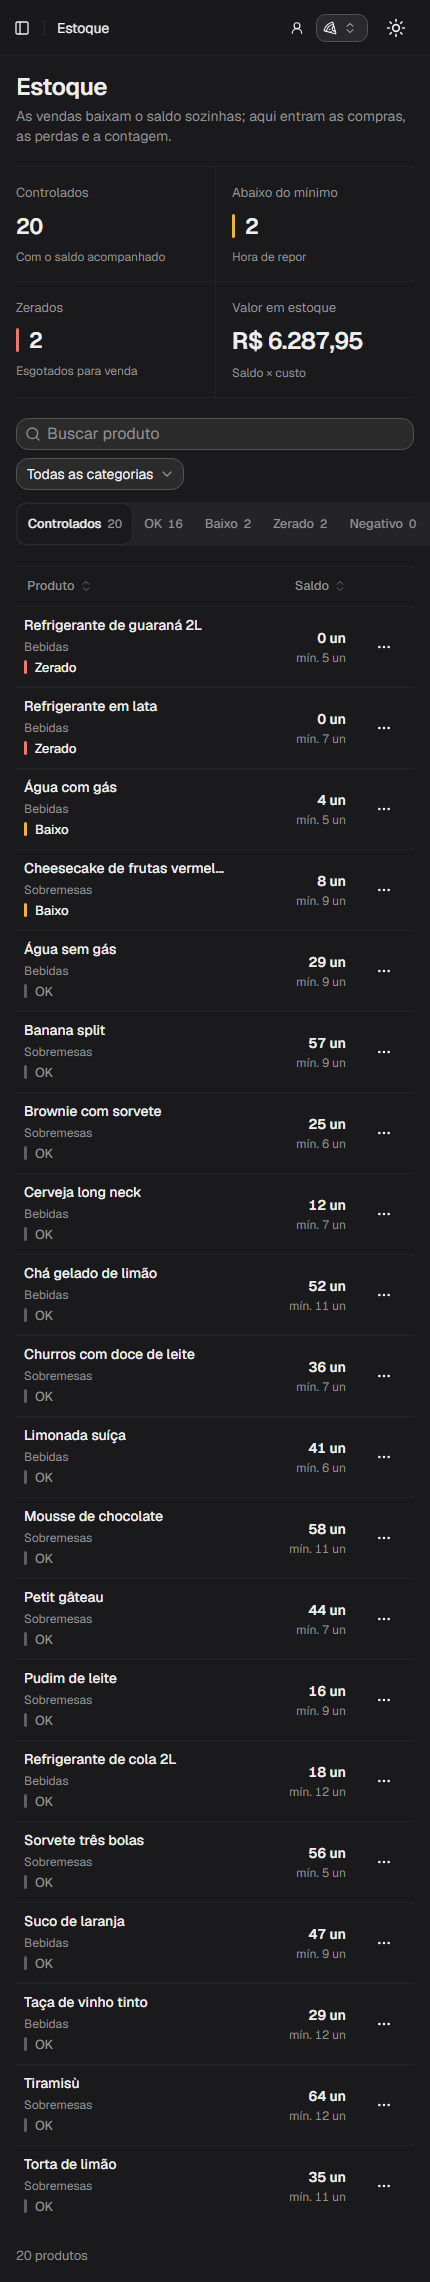 Estoque
Estoque
As vendas baixam o saldo sozinhas; aqui entram as compras,
as perdas e a contagem.
Controlados
20
Com o saldo acompanhado
Abaixo do mínimo
2
Hora de repor
Zerados
2
Esgotados para venda
Valor em estoque
R$ 6.287,95
Saldo × custo
Buscar produto
Todas as categorias
Controlados 20 OK 16 Baixo 2 Zerado 2 Negativo 0
Produto Saldo
Refrigerante de guaraná 2L
Bebidas
Zerado
0 un
mín. 5 un
Refrigerante em lata
Bebidas
Zerado
0 un
mín. 7 un
Água com gás
Bebidas
Baixo
4 un
mín. 5 un
Cheesecake de frutas vermel...
Sobremesas
Baixo
8 un
mín. 9 un
Água sem gás
Bebidas
OK
29 un
mín. 9 un
Banana split
Sobremesas
OK
57 un
mín. 9 un
Brownie com sorvete
Sobremesas
OK
25 un
mín. 6 un
Cerveja long neck
Bebidas
OK
12 un
mín. 7 un
Chá gelado de limão
Bebidas
OK
52 un
mín. 11 un
Churros com doce de leite
Sobremesas
OK
36 un
mín. 7 un
Limonada suíça
Bebidas
OK
41 un
mín. 6 un
Mousse de chocolate
Sobremesas
OK
58 un
mín. 11 un
Petit gâteau
Sobremesas
OK
44 un
mín. 7 un
Pudim de leite
Sobremesas
OK
16 un
mín. 9 un
Refrigerante de cola 2L
Bebidas
OK
18 un
mín. 12 un
Sorvete três bolas
Sobremesas
OK
56 un
mín. 5 un
Suco de laranja
Bebidas
OK
47 un
mín. 9 un
Taça de vinho tinto
Bebidas
OK
29 un
mín. 12 un
Tiramisù
Sobremesas
OK
64 un
mín. 12 un
Torta de limão
Sobremesas
OK
35 un
mín. 11 un
20 produtos